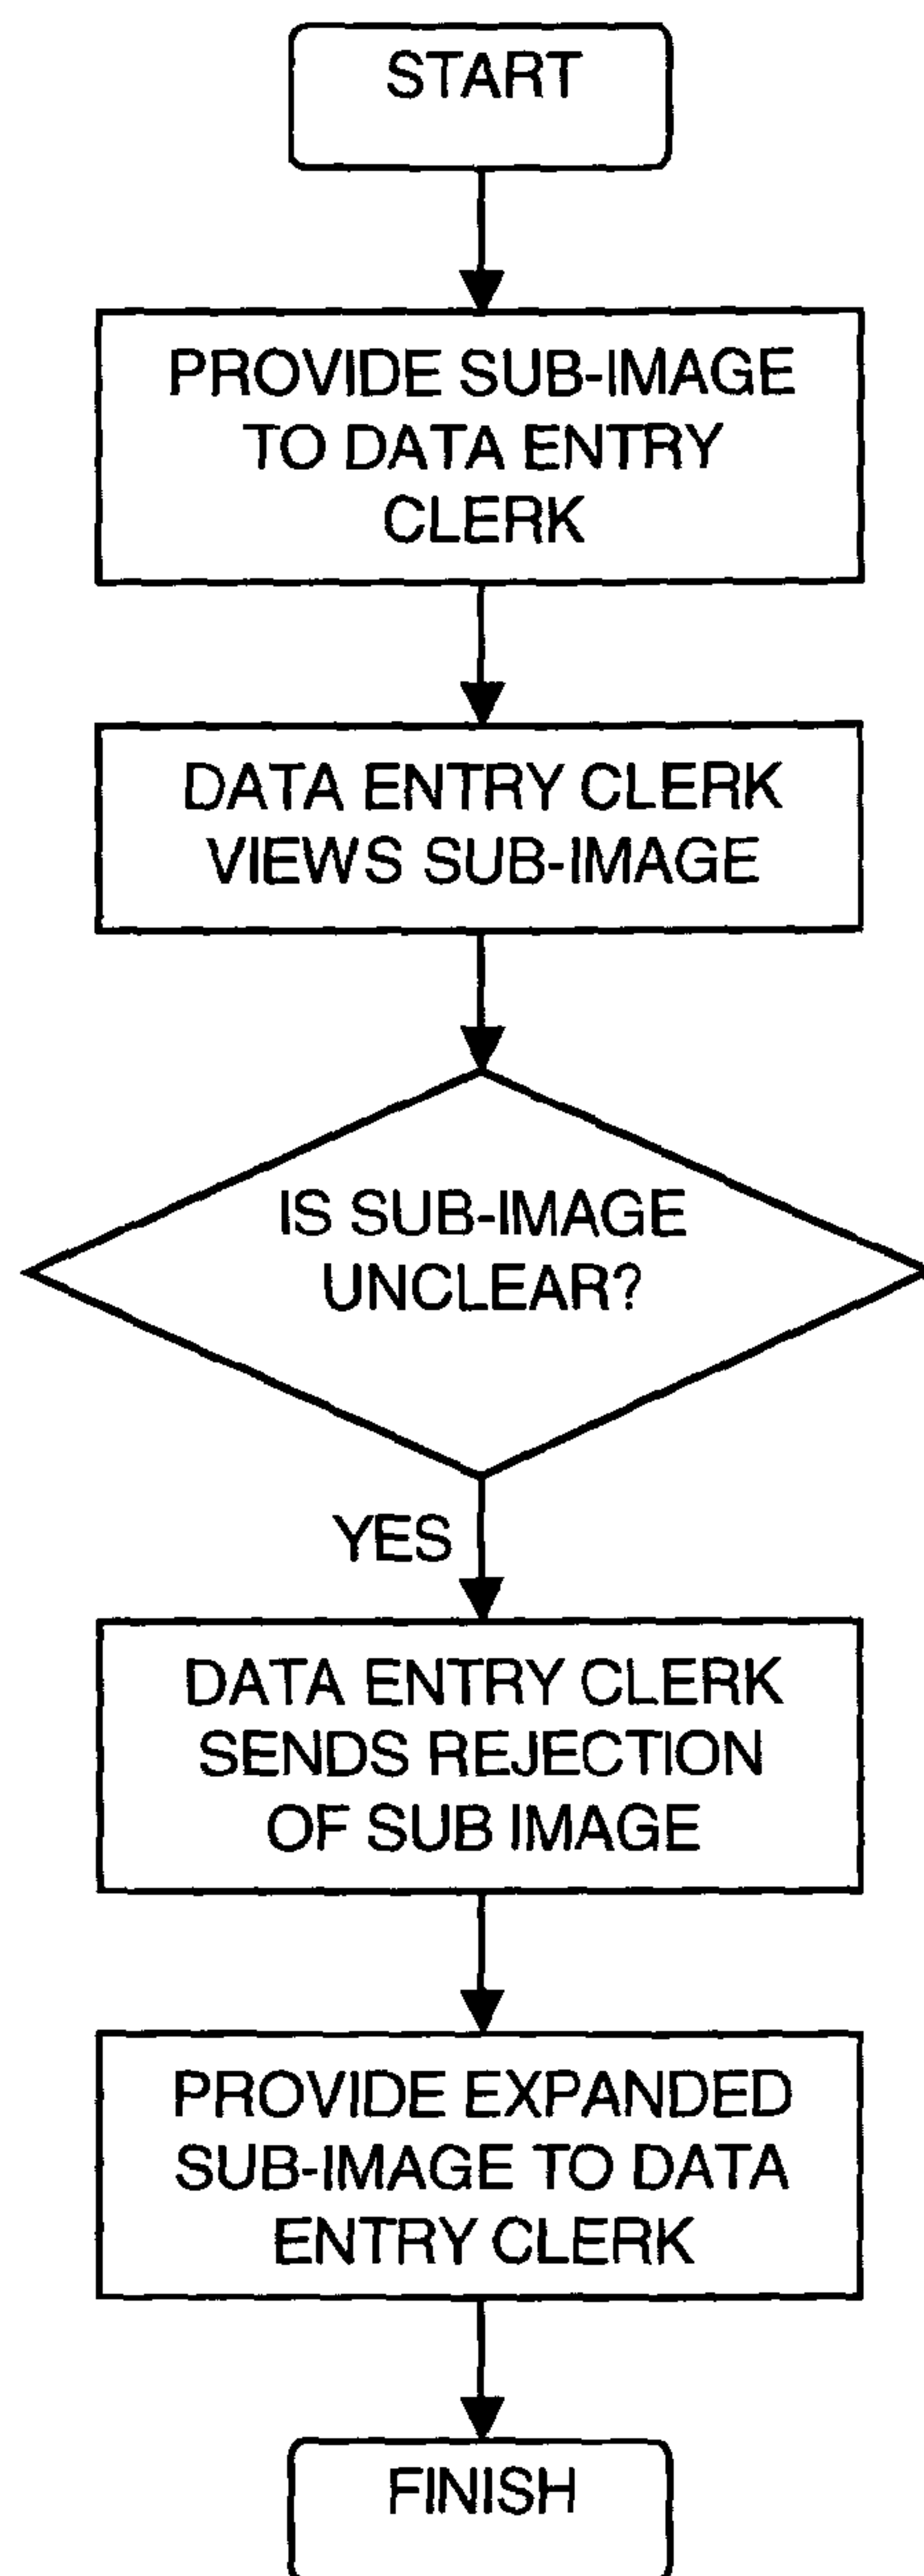 START
PROVIDE SUB-IMAGE
TO DATA ENTRY
CLERK
DATA ENTRY CLERK
VIEWS SUB-IMAGE
IS SUB-IMAGE
UNCLEAR?
YES
DATA ENTRY CLERK
SENDS REJECTION
OF SUB IMAGE
PROVIDE EXPANDED
SUB-IMAGE TO DATA
ENTRY CLERK
FINISH